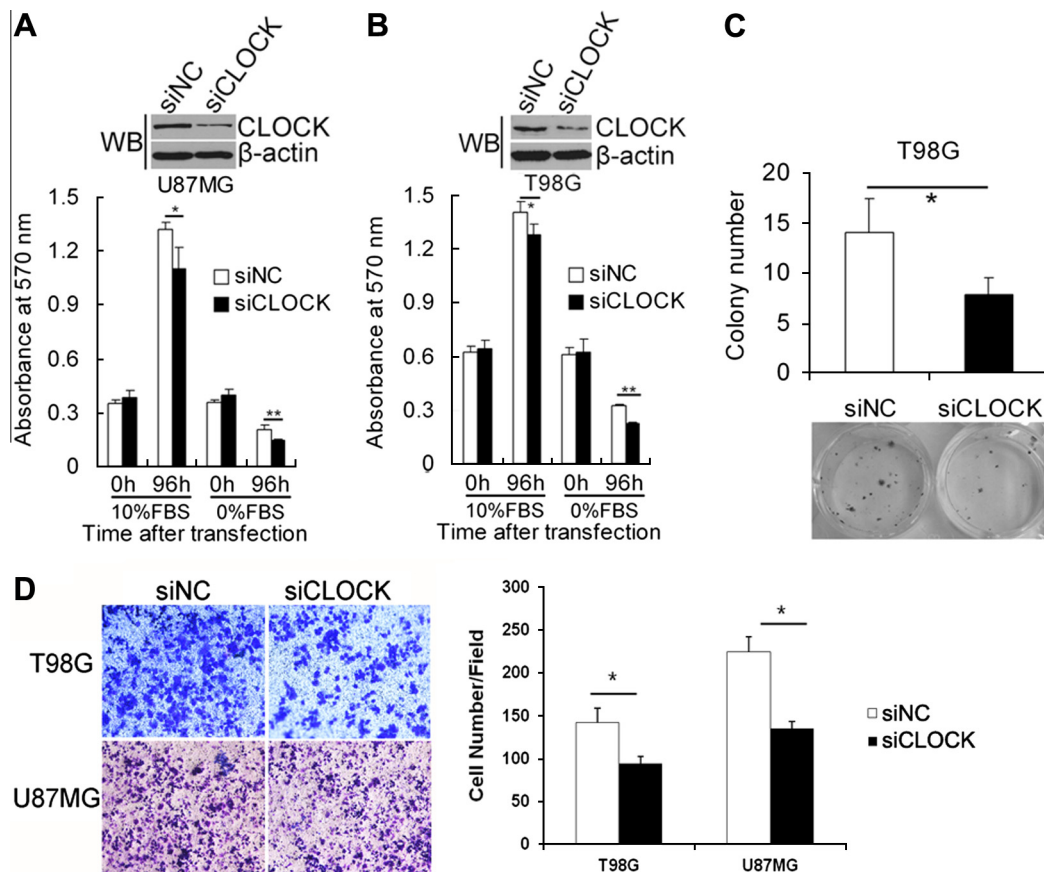 A
siNC siCLOCK
WB
CLOCK
β-actin
U87MG
Absorbance at 570 nm
1.5
1.2
0.9
0.6
0.3
0
*
**
siNC
siCLOCK
0h 96h 0h 96h
10%FBS 0%FBS
Time after transfection
B
siNC siCLOCK
WB
CLOCK
β-actin
T98G
Absorbance at 570 nm
1.5
1.2
0.9
0.6
0.3
0
*
**
siNC
siCLOCK
0h 96h 0h 96h
10%FBS 0%FBS
Time after transfection
C
T98G
Colony number
20
15
10
5
0
*
siNC siCLOCK
D
siNC siCLOCK
T98G
U87MG
Cell Number/Field
300
250
200
150
100
50
0
*
*
siNC
siCLOCK
T98G U87MG